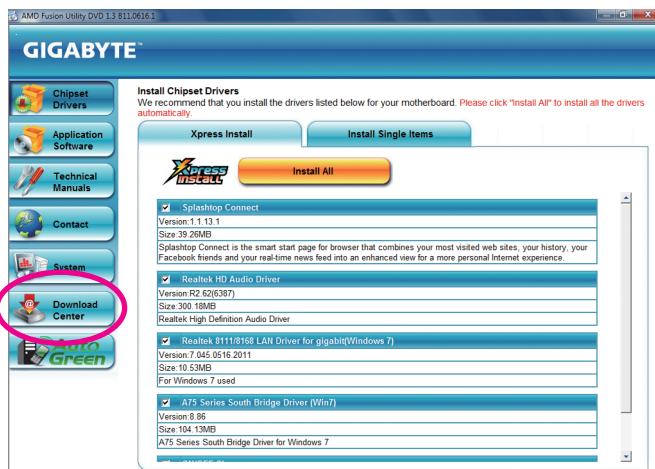 AMD Fusion Utility DVD 1.3 B11.0616.1
GIGABYTE™
Chipset
Drivers
Application
Software
Technical
Manuals
Contact
System
Download
Center
Auto
Green
Install Chipset Drivers
We recommend that you install the drivers listed below for your motherboard. Please click "Install All" to install all the drivers
automatically.
Xpress Install
Install Single Items
Xpress
INSTALL
Install All
Splashtop Connect
Version:1.1.13.1
Size:39.26MB
Splashtop Connect is the smart start page for browser that combines your most visited web sites, your history, your
Facebook friends and your real-time news feed into an enhanced view for a more personal Internet experience.
Realtek HD Audio Driver
Version:R2.62(6387)
Size:300.18MB
Realtek High Definition Audio Driver
Realtek 8111/8168 LAN Driver for gigabit(Windows 7)
Version:7.045.0516.2011
Size:10.53MB
For Windows 7 used
A75 Series South Bridge Driver (Win7)
Version:8.86
Size:104.13MB
A75 Series South Bridge Driver for Windows 7